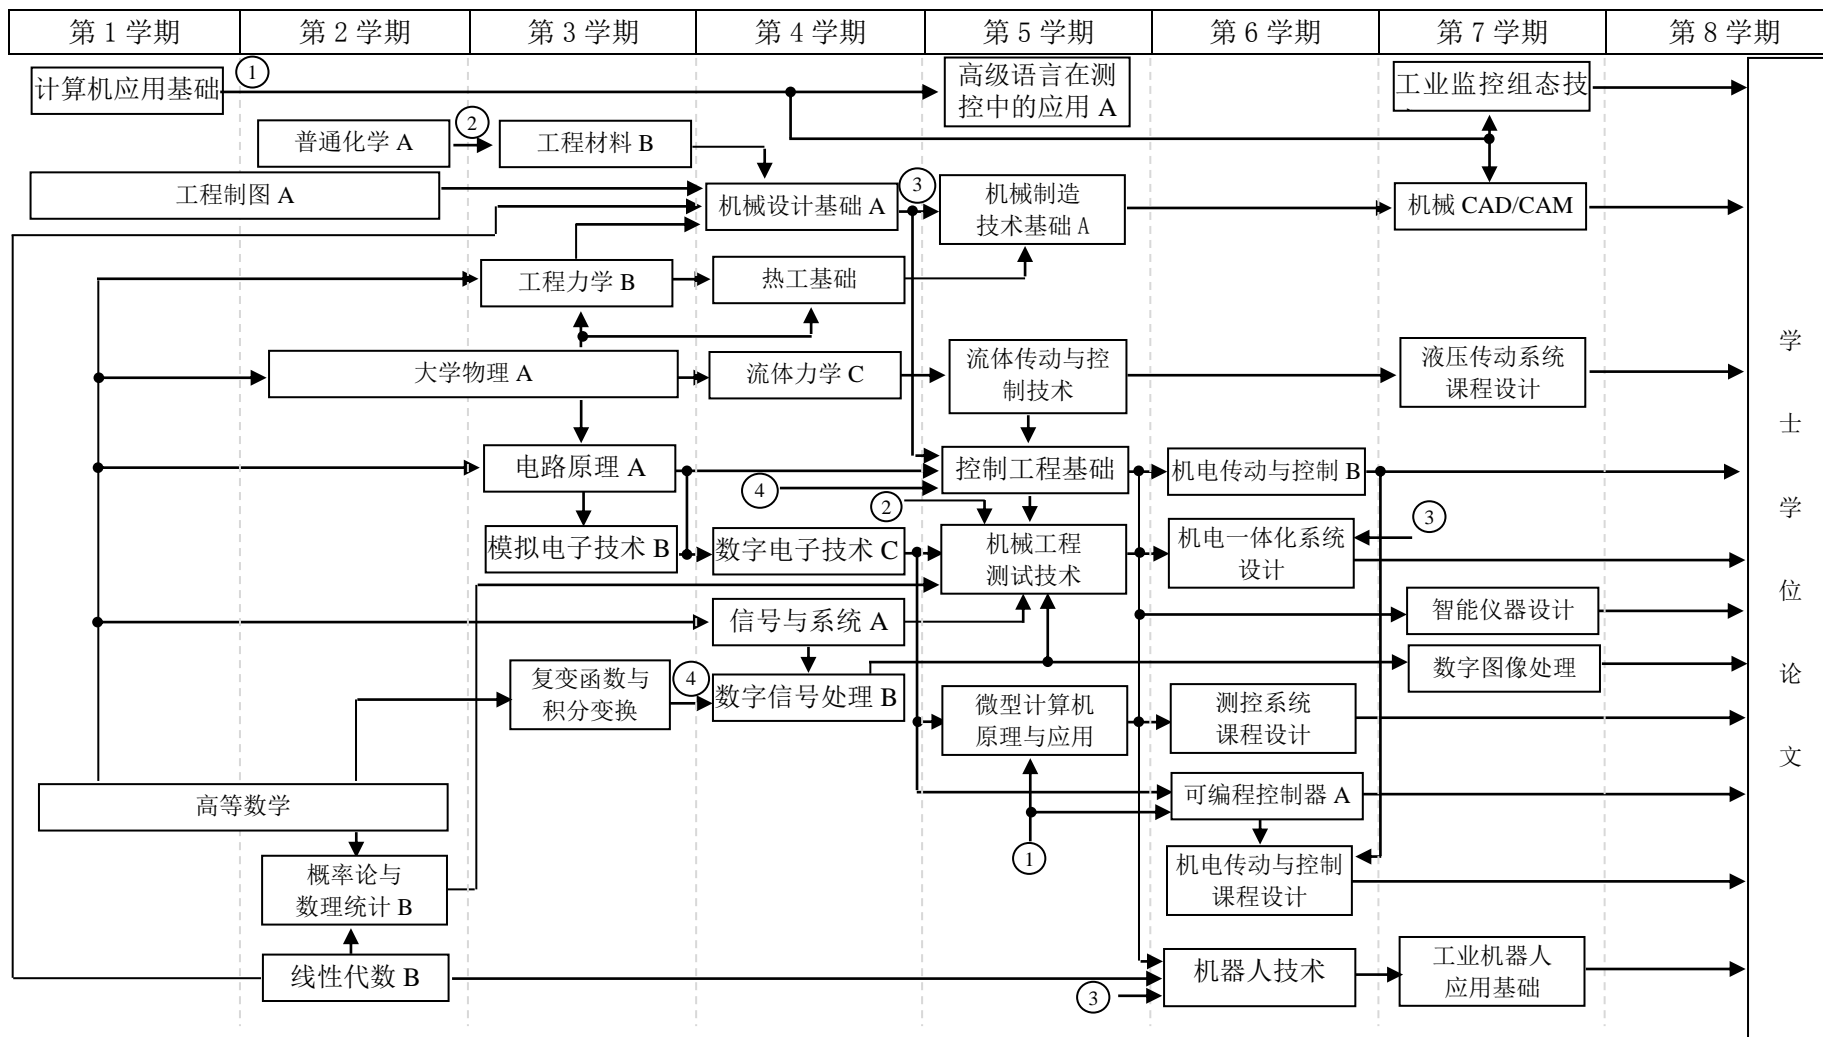 第 1 学期
第 2 学期
第 3 学期
第 4 学期
第 5 学期
第 6 学期
第 7 学期
第 8 学期
计算机应用基础
①
高级语言在测
控中的应用 A
工业监控组态技
普通化学 A
②
工程材料 B
工程制图 A
机械设计基础 A
③
机械制造
技术基础 A
机械 CAD/CAM
工程力学 B
热工基础
大学物理 A
流体力学 C
流体传动与控
制技术
液压传动系统
课程设计
电路原理 A
④
控制工程基础
机电传动与控制 B
②
③
模拟电子技术 B
数字电子技术 C
机械工程
测试技术
机电一体化系统
设计
信号与系统 A
智能仪器设计
复变函数与
积分变换
④
数字信号处理 B
数字图像处理
微型计算机
原理与应用
测控系统
课程设计
高等数学
可编程控制器 A
①
概率论与
数理统计 B
机电传动与控制
课程设计
线性代数 B
③
机器人技术
工业机器人
应用基础
学
士
学
位
论
文